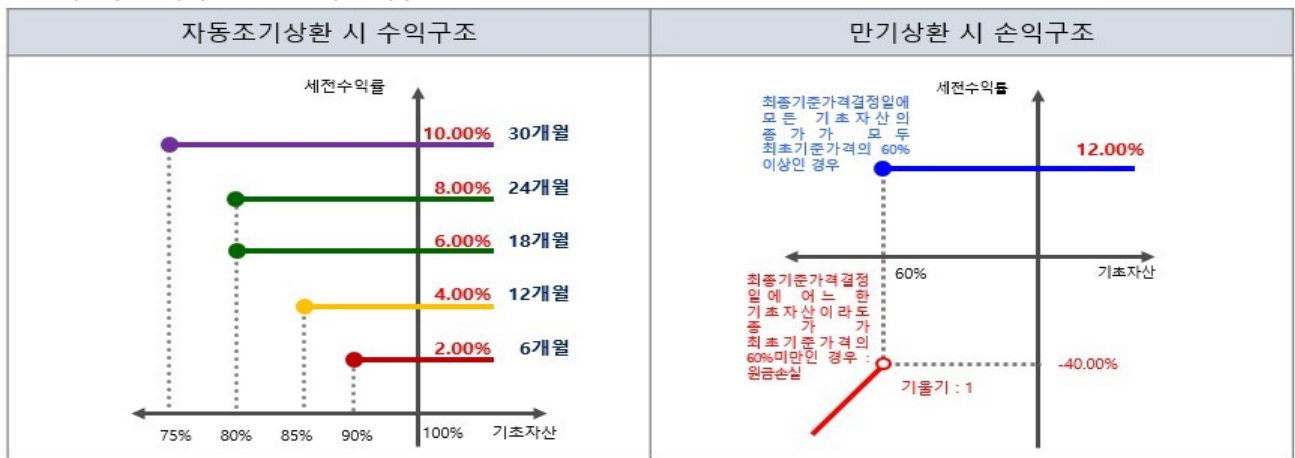 자동조기상환 시 수익구조
세전수익률
10.00% 30개월
8.00% 24개월
6.00% 18개월
4.00% 12개월
2.00% 6개월
75% 80% 85% 90% 100% 기초자산
만기상환 시 손익구조
세전수익률
최종기준가격결정일에
모든 기초자산의
종가가 모두
최초기준가격의 60%
이상인 경우
12.00%
60%
기초자산
최종기준가격결정
일에 어느 한
기초자산이라도
종가가
최초기준가격의
60%미만인 경우 :
원금손실
-40.00%
기울기 : 1